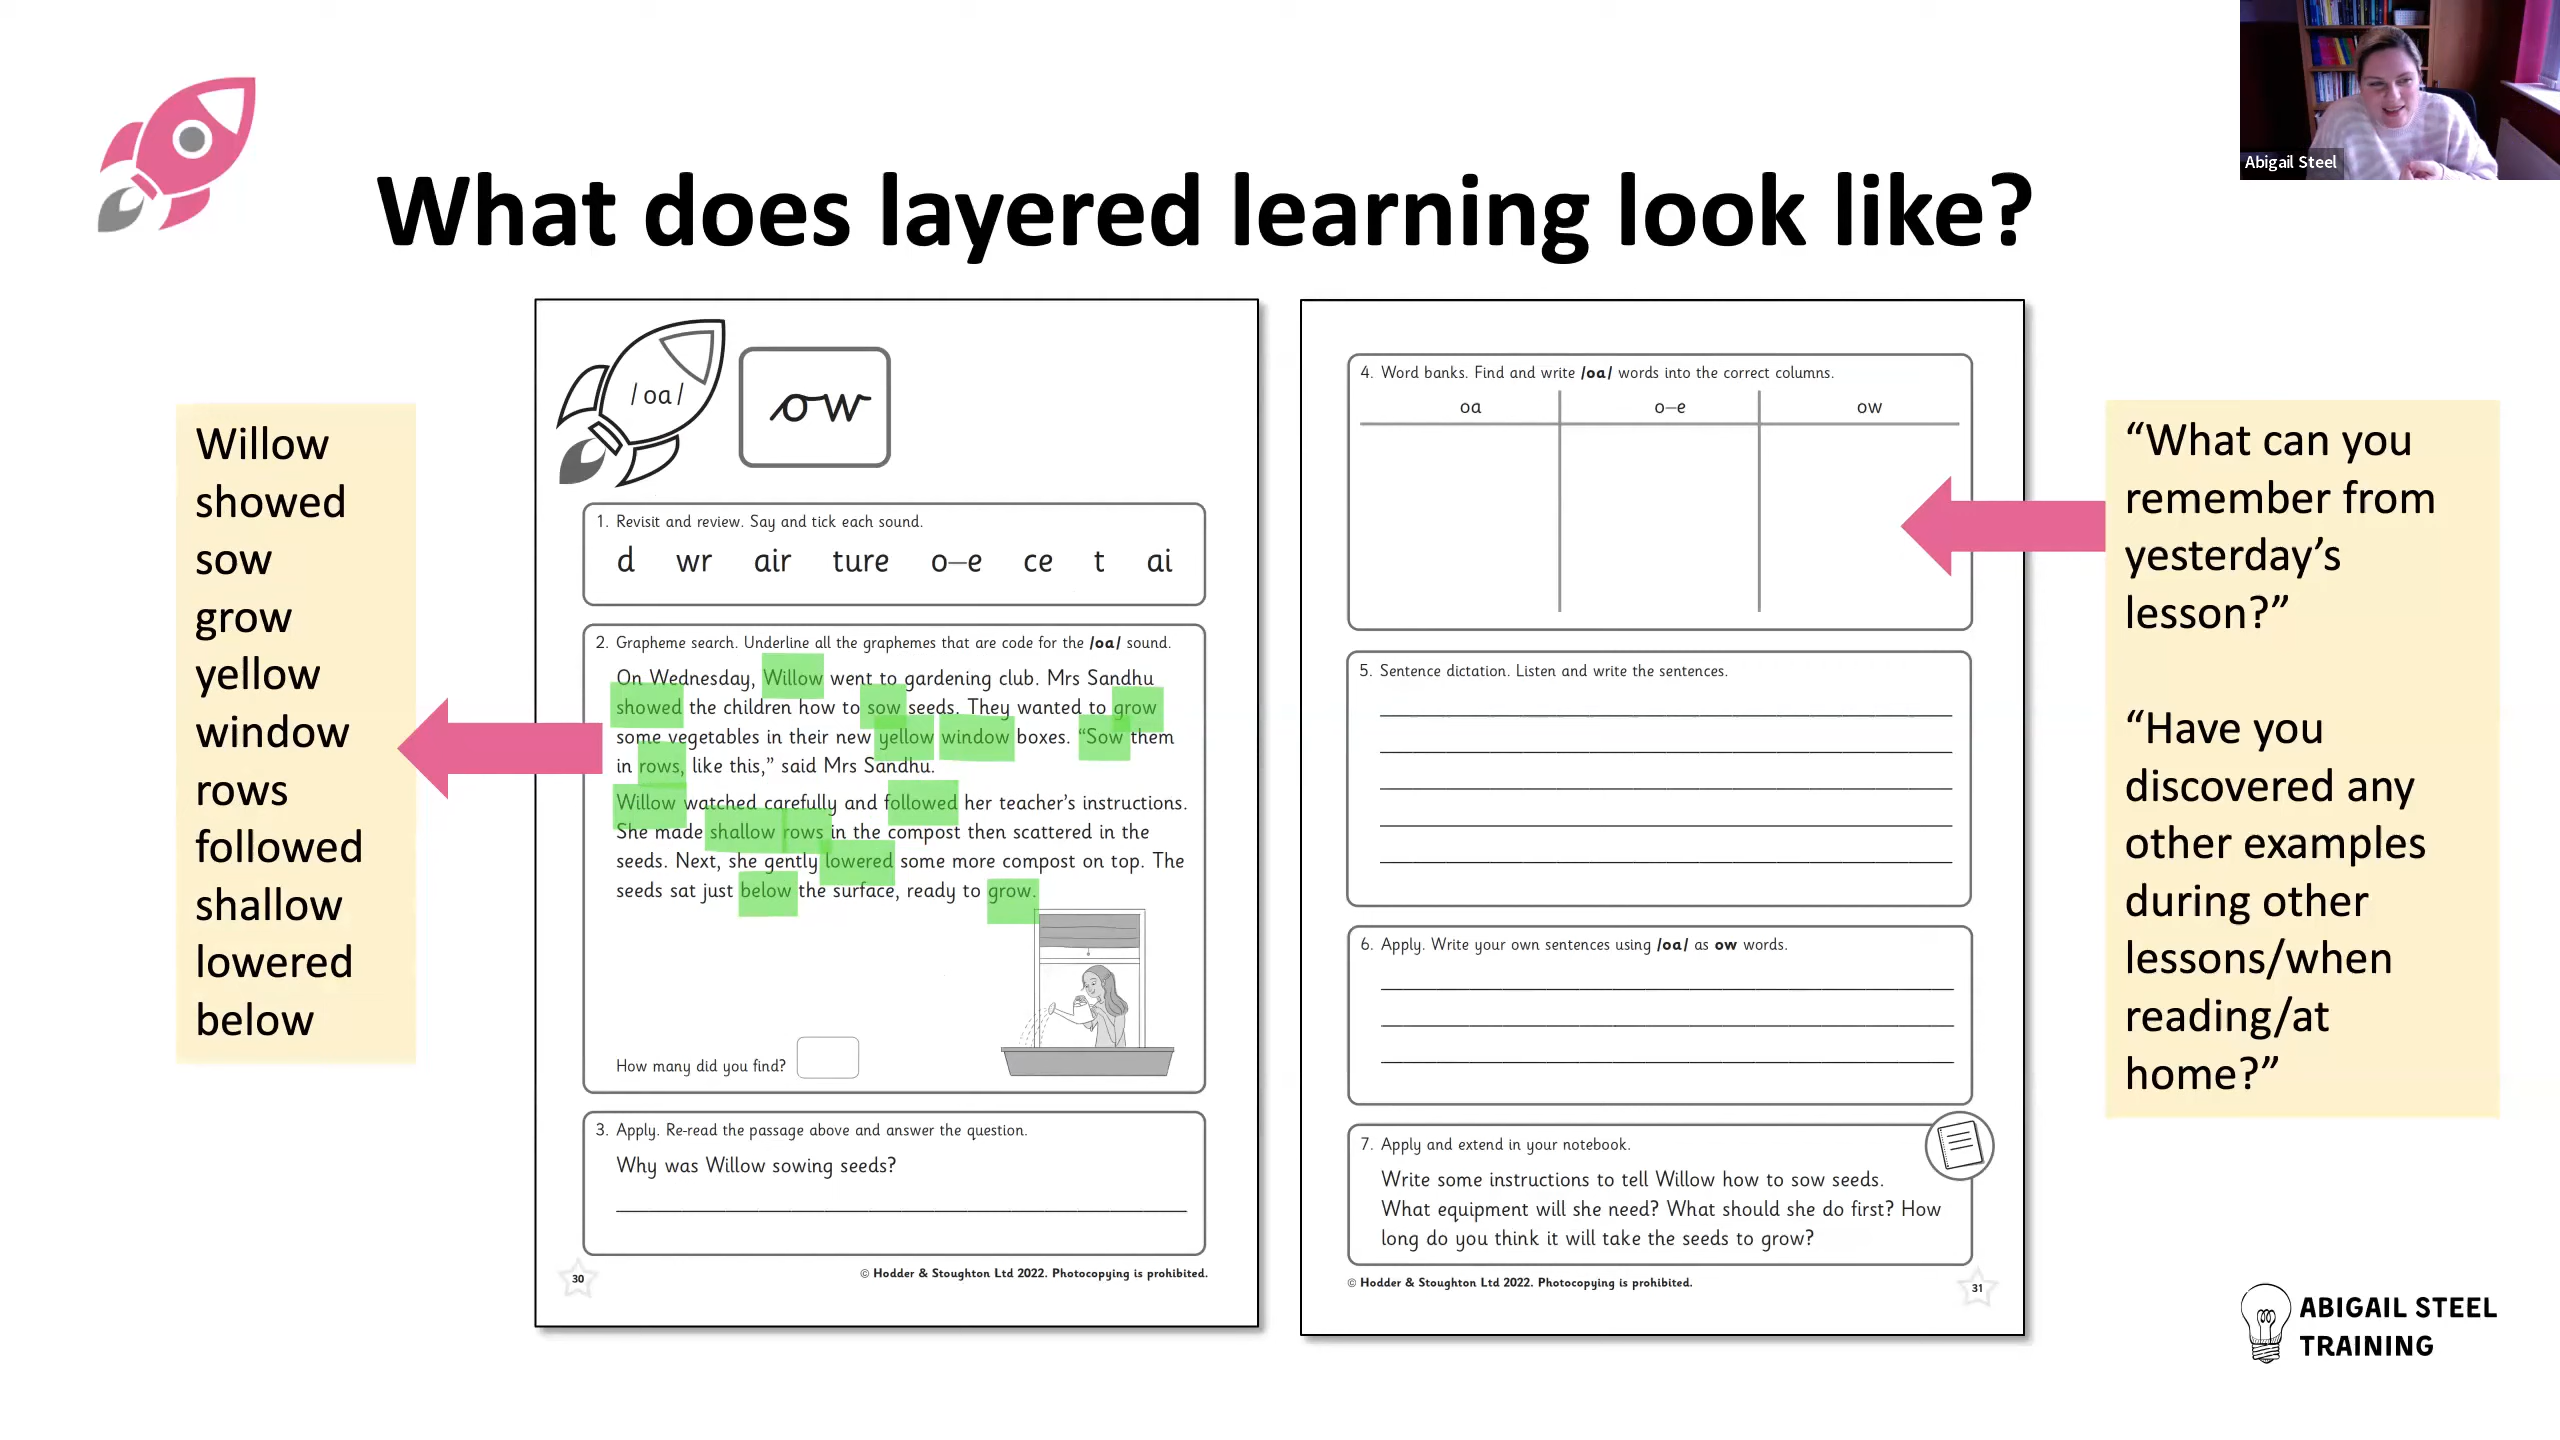 Abigail Steel
What does layered learning look like?
Willow
showed
sow
grow
yellow
window
rows
followed
shallow
lowered
below
/oa/
ow
1. Revisit and review. Say and tick each sound.
d wr air ture o–e ce t ai
2. Grapheme search. Underline all the graphemes that are code for the /oa/ sound.
On Wednesday, Willow went to gardening club. Mrs Sandhu
showed the children how to sow seeds. They wanted to grow
some vegetables in their new yellow window boxes. “Sow them
in rows, like this,” said Mrs Sandhu.
Willow watched carefully and followed her teacher’s instructions.
She made shallow rows in the compost then scattered in the
seeds. Next, she gently lowered some more compost on top. The
seeds sat just below the surface, ready to grow.
How many did you find?
3. Apply. Re-read the passage above and answer the question.
Why was Willow sowing seeds?
30
© Hodder & Stoughton Ltd 2022. Photocopying is prohibited.
4. Word banks. Find and write /oa/ words into the correct columns.
oa o–e ow
5. Sentence dictation. Listen and write the sentences.
6. Apply. Write your own sentences using /oa/ as ow words.
7. Apply and extend in your notebook.
Write some instructions to tell Willow how to sow seeds.
What equipment will she need? What should she do first? How
long do you think it will take the seeds to grow?
© Hodder & Stoughton Ltd 2022. Photocopying is prohibited.
31
“What can you
remember from
yesterday’s
lesson?”
“Have you
discovered any
other examples
during other
lessons/when
reading/at
home?”
ABIGAIL STEEL
TRAINING